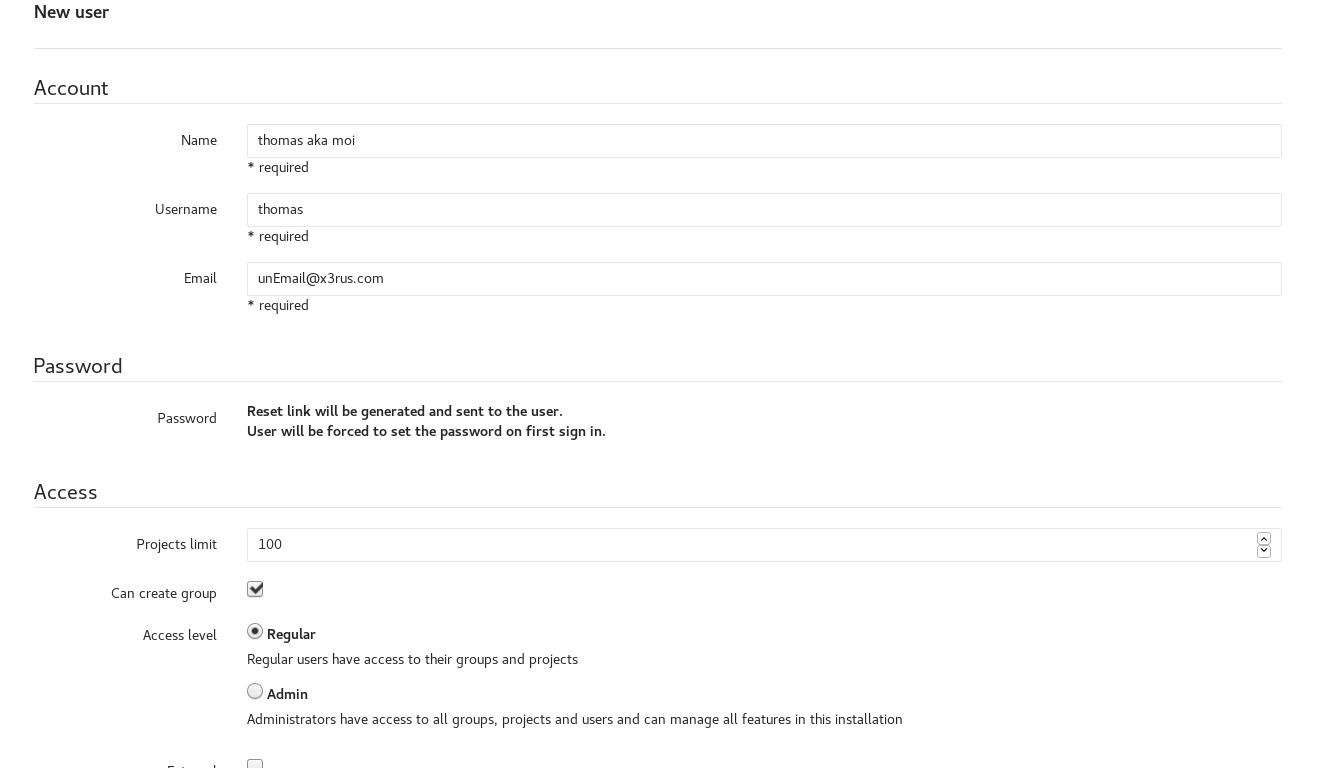 New user
Account
Name
thomas aka moi
* required
Username
thomas
* required
Email
unEmail@x3rus.com
* required
Password
Password
Reset link will be generated and sent to the user.
User will be forced to set the password on first sign in.
Access
Projects limit
100
Can create group
Access level
Regular
Regular users have access to their groups and projects
Admin
Administrators have access to all groups, projects and users and can manage all features in this installation